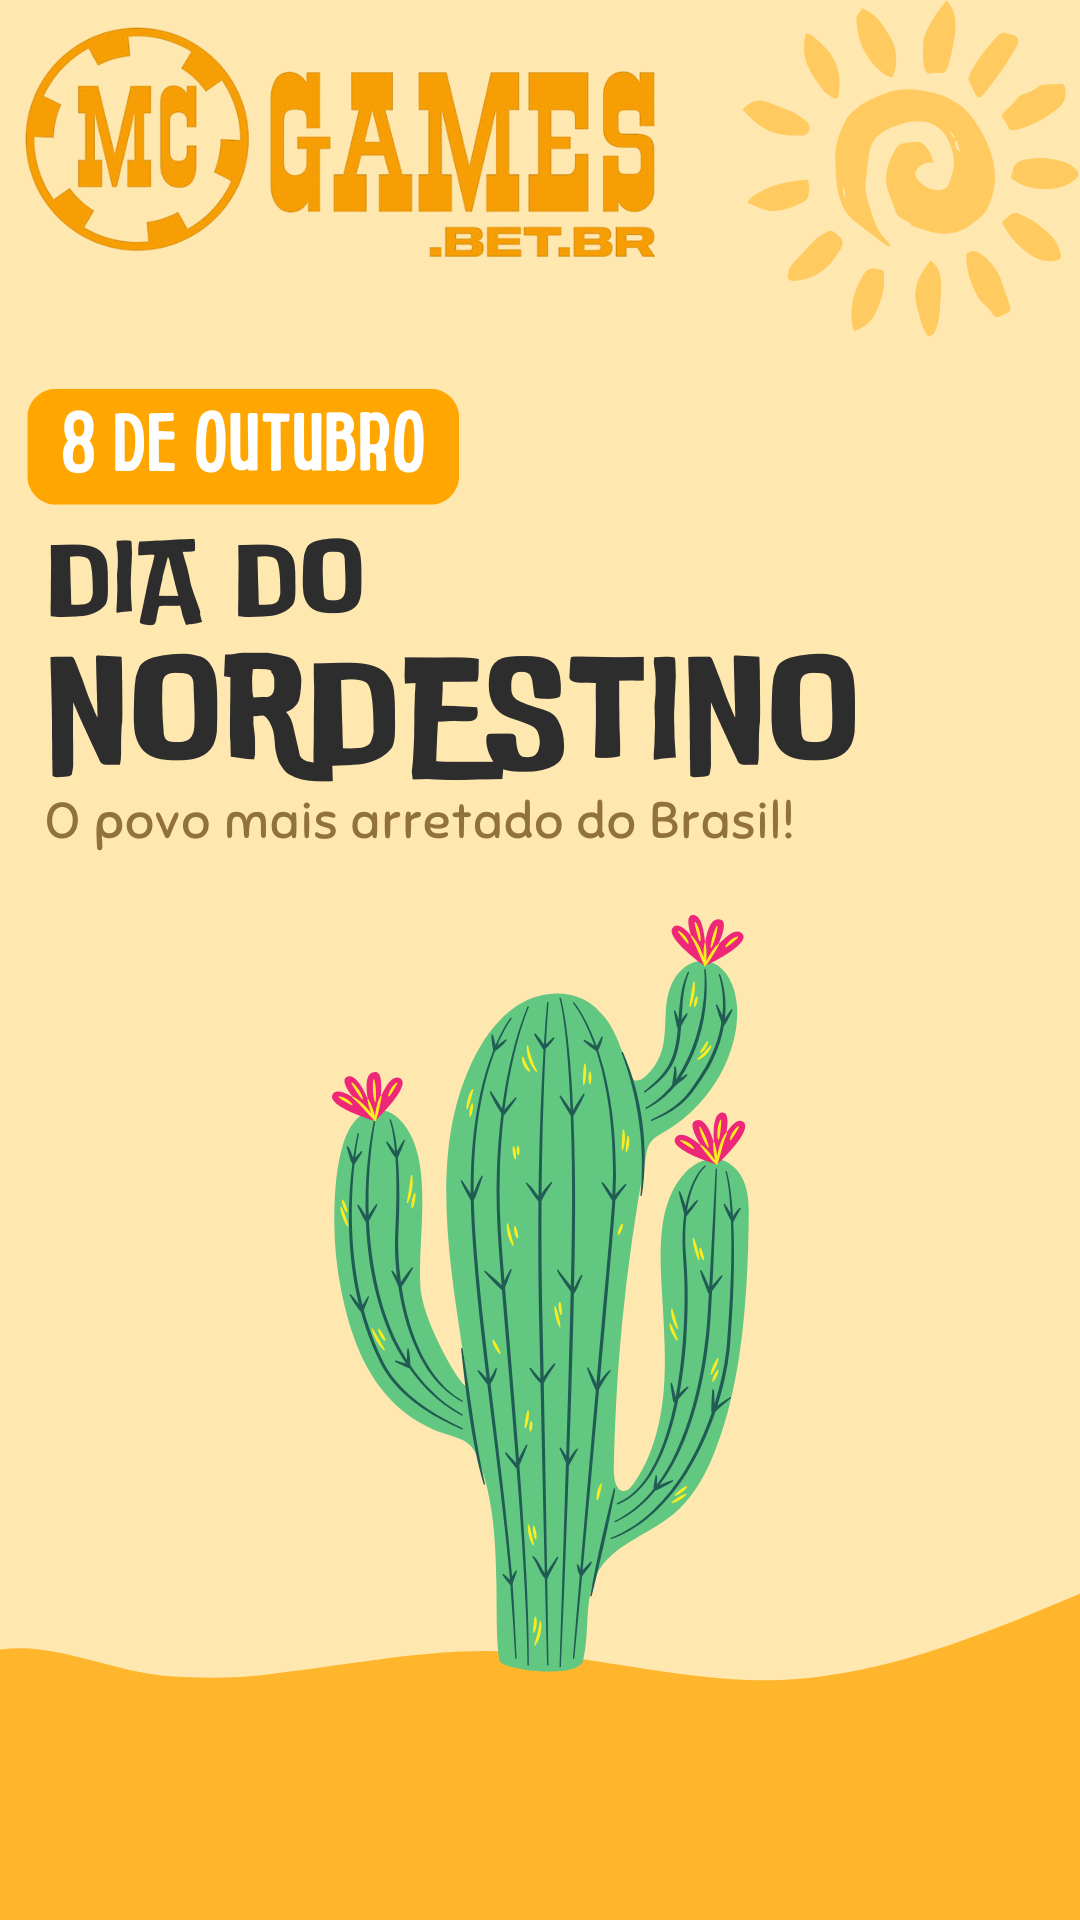 MC GAMES
.BET.BR
8 DE OUTUBRO
DIA DO
NORDESTINO
O povo mais arretado do Brasil!